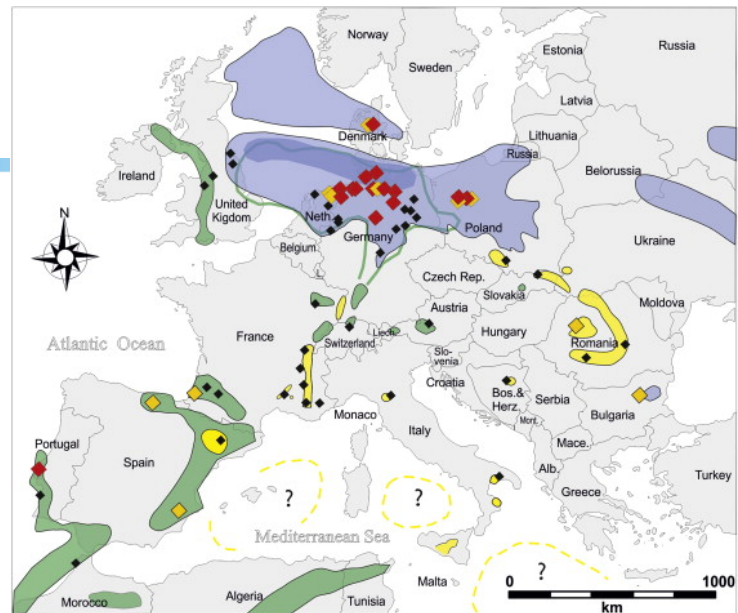 Norway
Sweden
Estonia
Russia
Latvia
Lithuania
Russia
Denmark
Ireland
United
Kingdom
Belorussia
Neth.
Germany
Poland
Belgium
L.
N
Ukraine
Czech Rep.
Slovakia
Moldova
Austria
France
Switzerland
Liech.
Hungary
Romania
Atlantic Ocean
Slo-
venia
Croatia
Bos.&
Herz.
Serbia
Bulgaria
Monaco
Italy
Mont.
Mace.
Portugal
Spain
Alb.
Turkey
Greece
?
?
Mediterranean Sea
?
Malta
Morocco
Algeria
Tunisia
0
1000
km